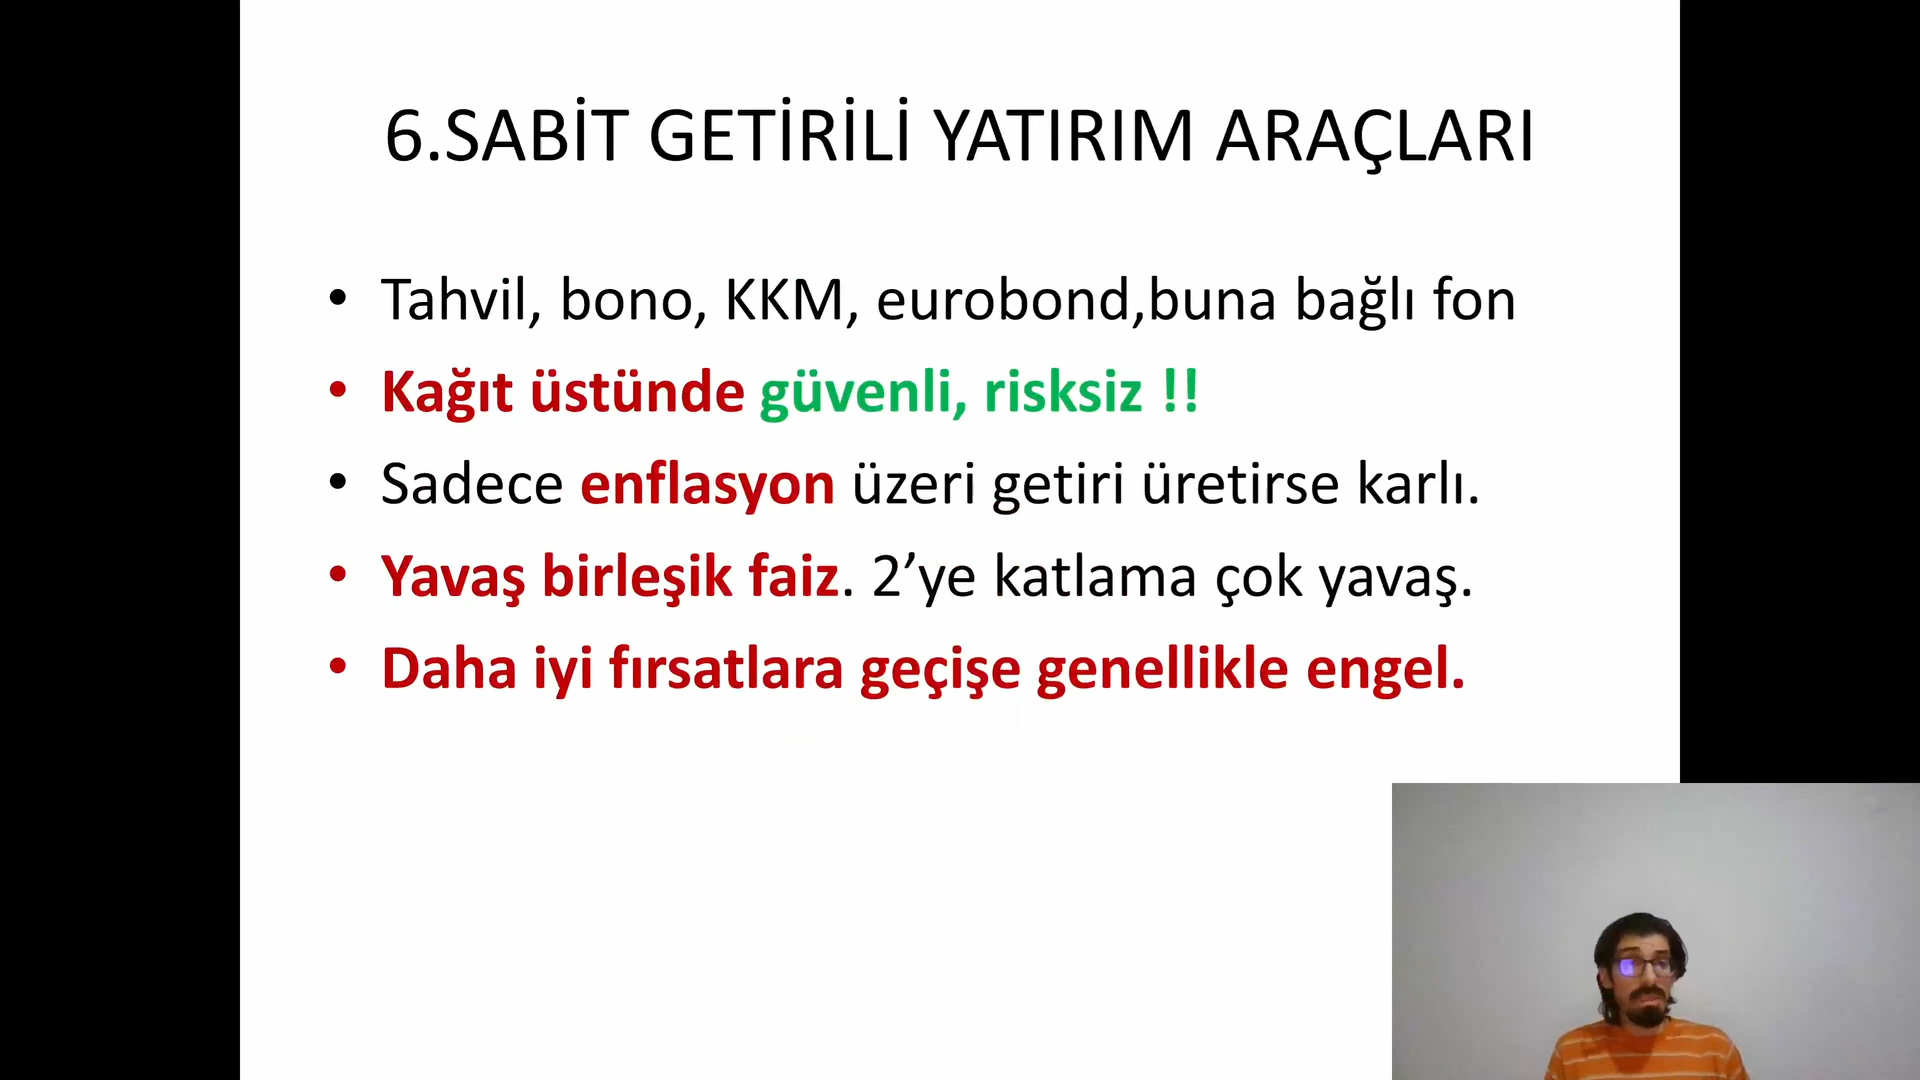 6.SABİT GETİRİLİ YATIRIM ARAÇLARI
• Tahvil, bono, KKM, eurobond,buna bağlı fon
• Kağıt üstünde güvenli, risksiz !!
• Sadece enflasyon üzeri getiri üretirse karlı.
• Yavaş birleşik faiz. 2’ye katlama çok yavaş.
• Daha iyi fırsatlara geçişe genellikle engel.